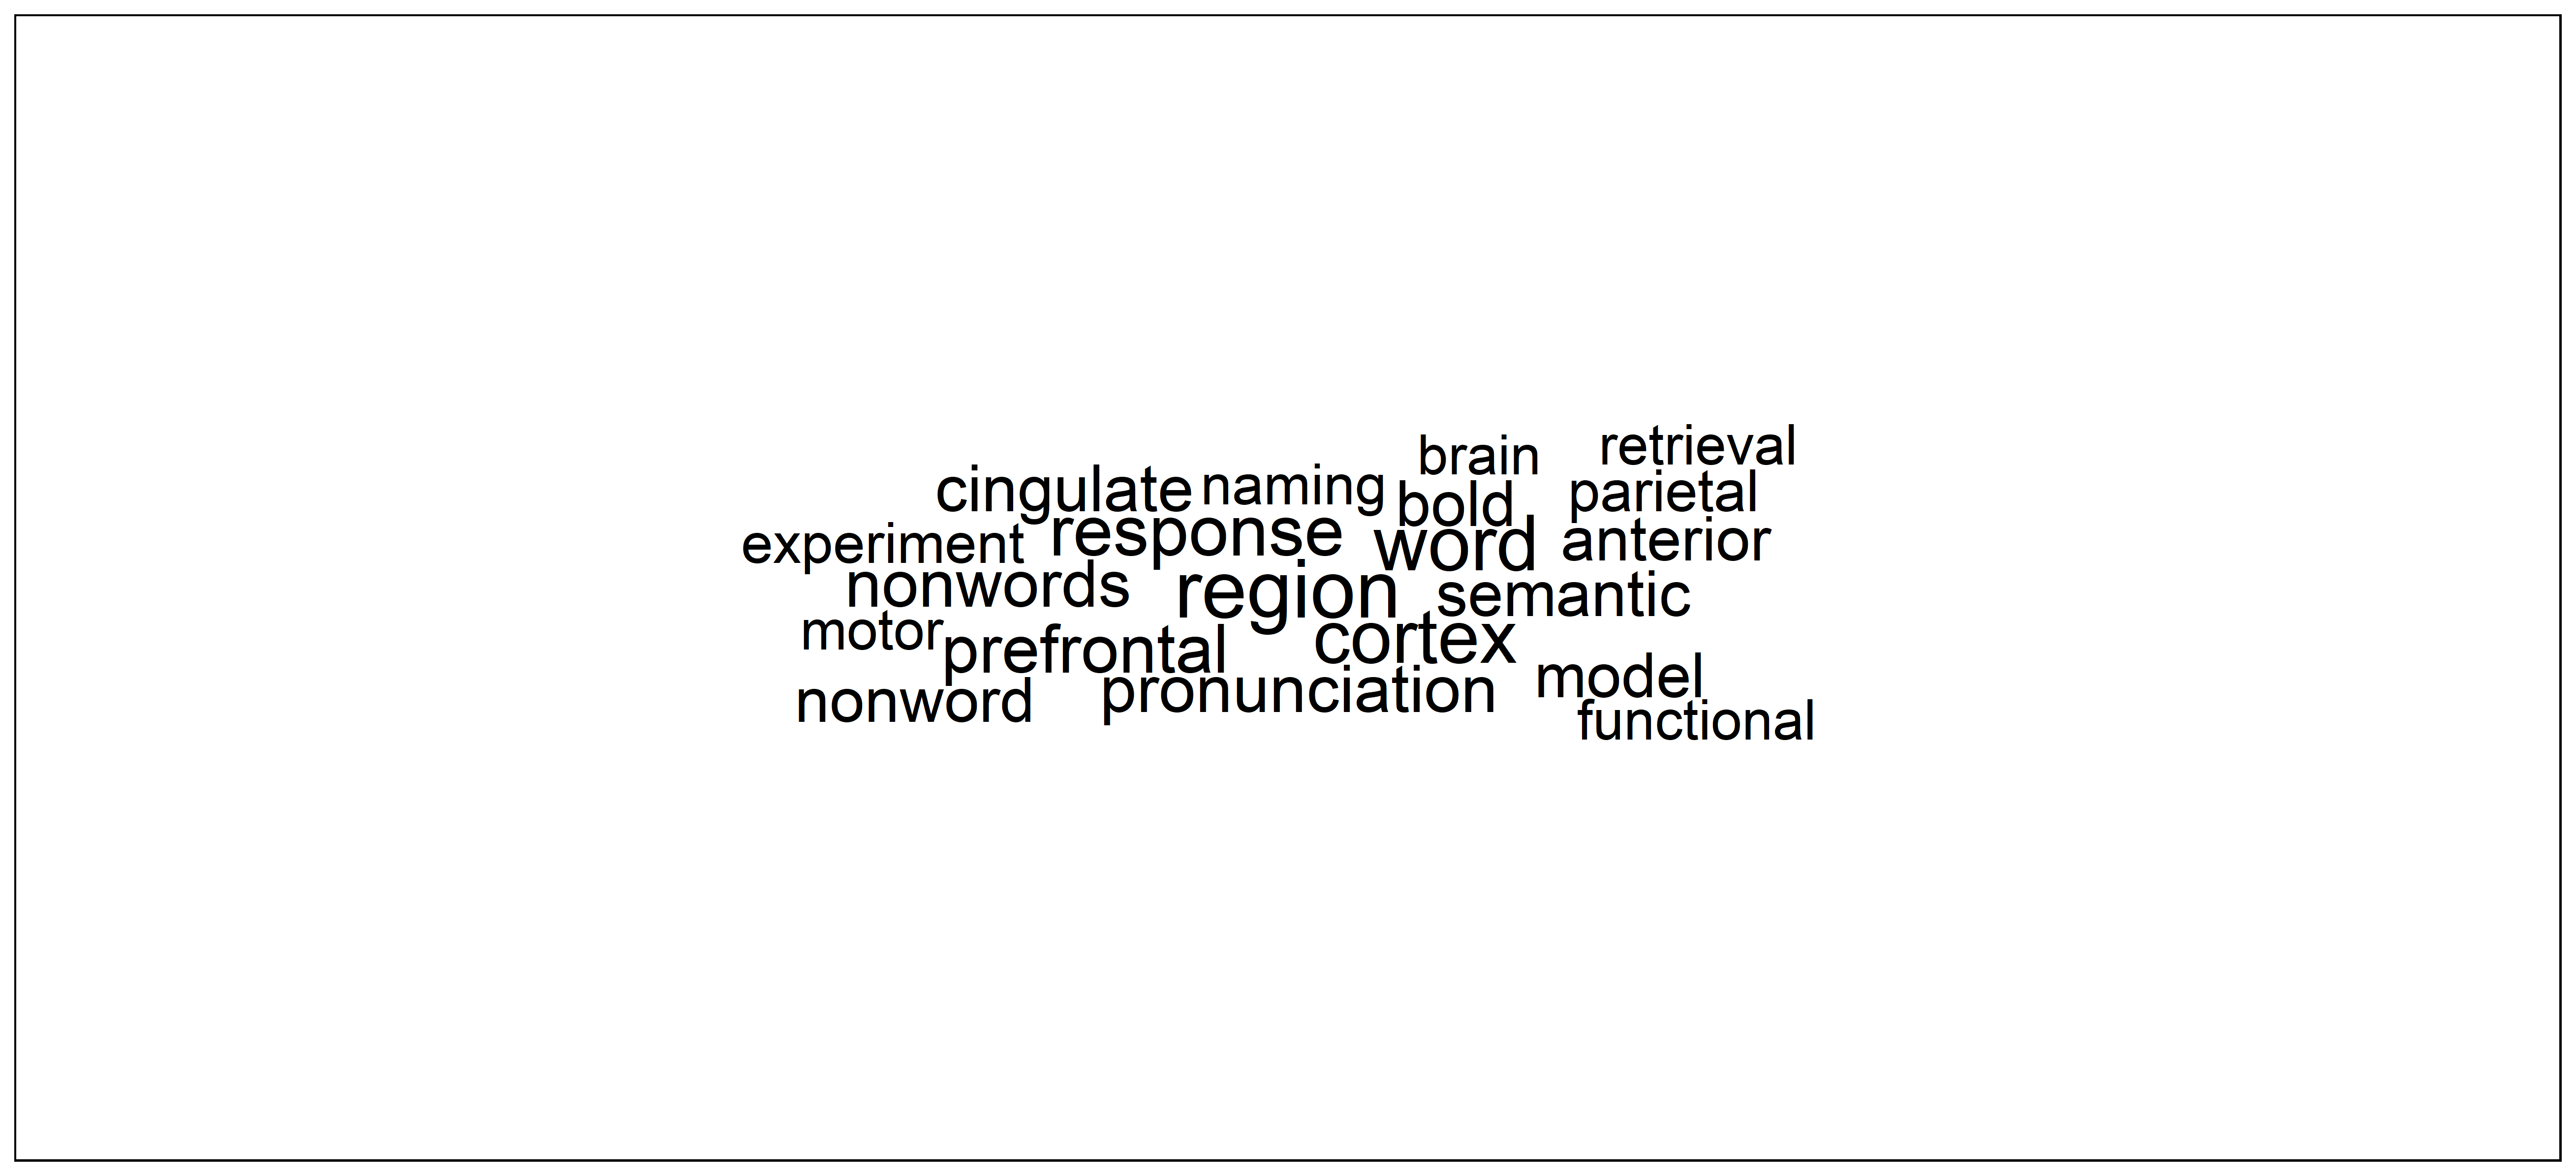 brain retrieval
cingulate naming bold parietal
experiment response word anterior
nonwords region semantic
motor prefrontal cortex model
nonword pronunciation functional